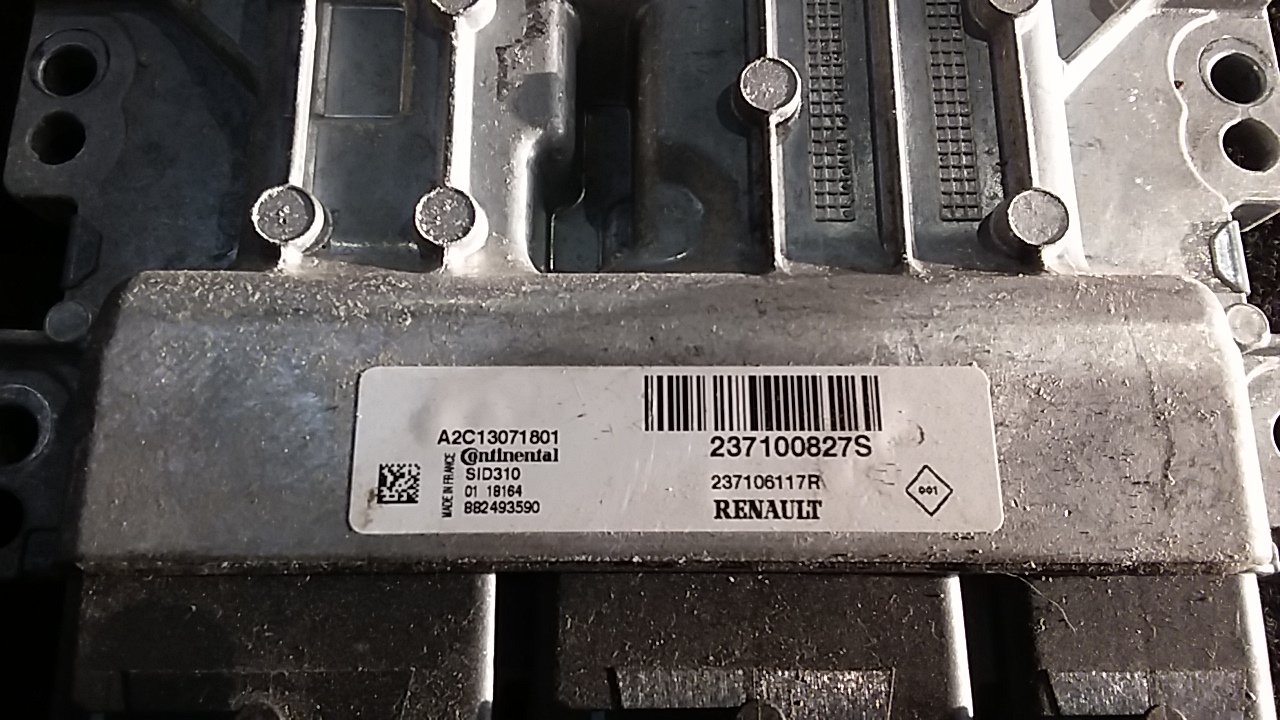 A2C13071801
Continental
SID310
01 18164
882493590
MADE IN FRANCE
237100827S
237106117R
RENAULT
001